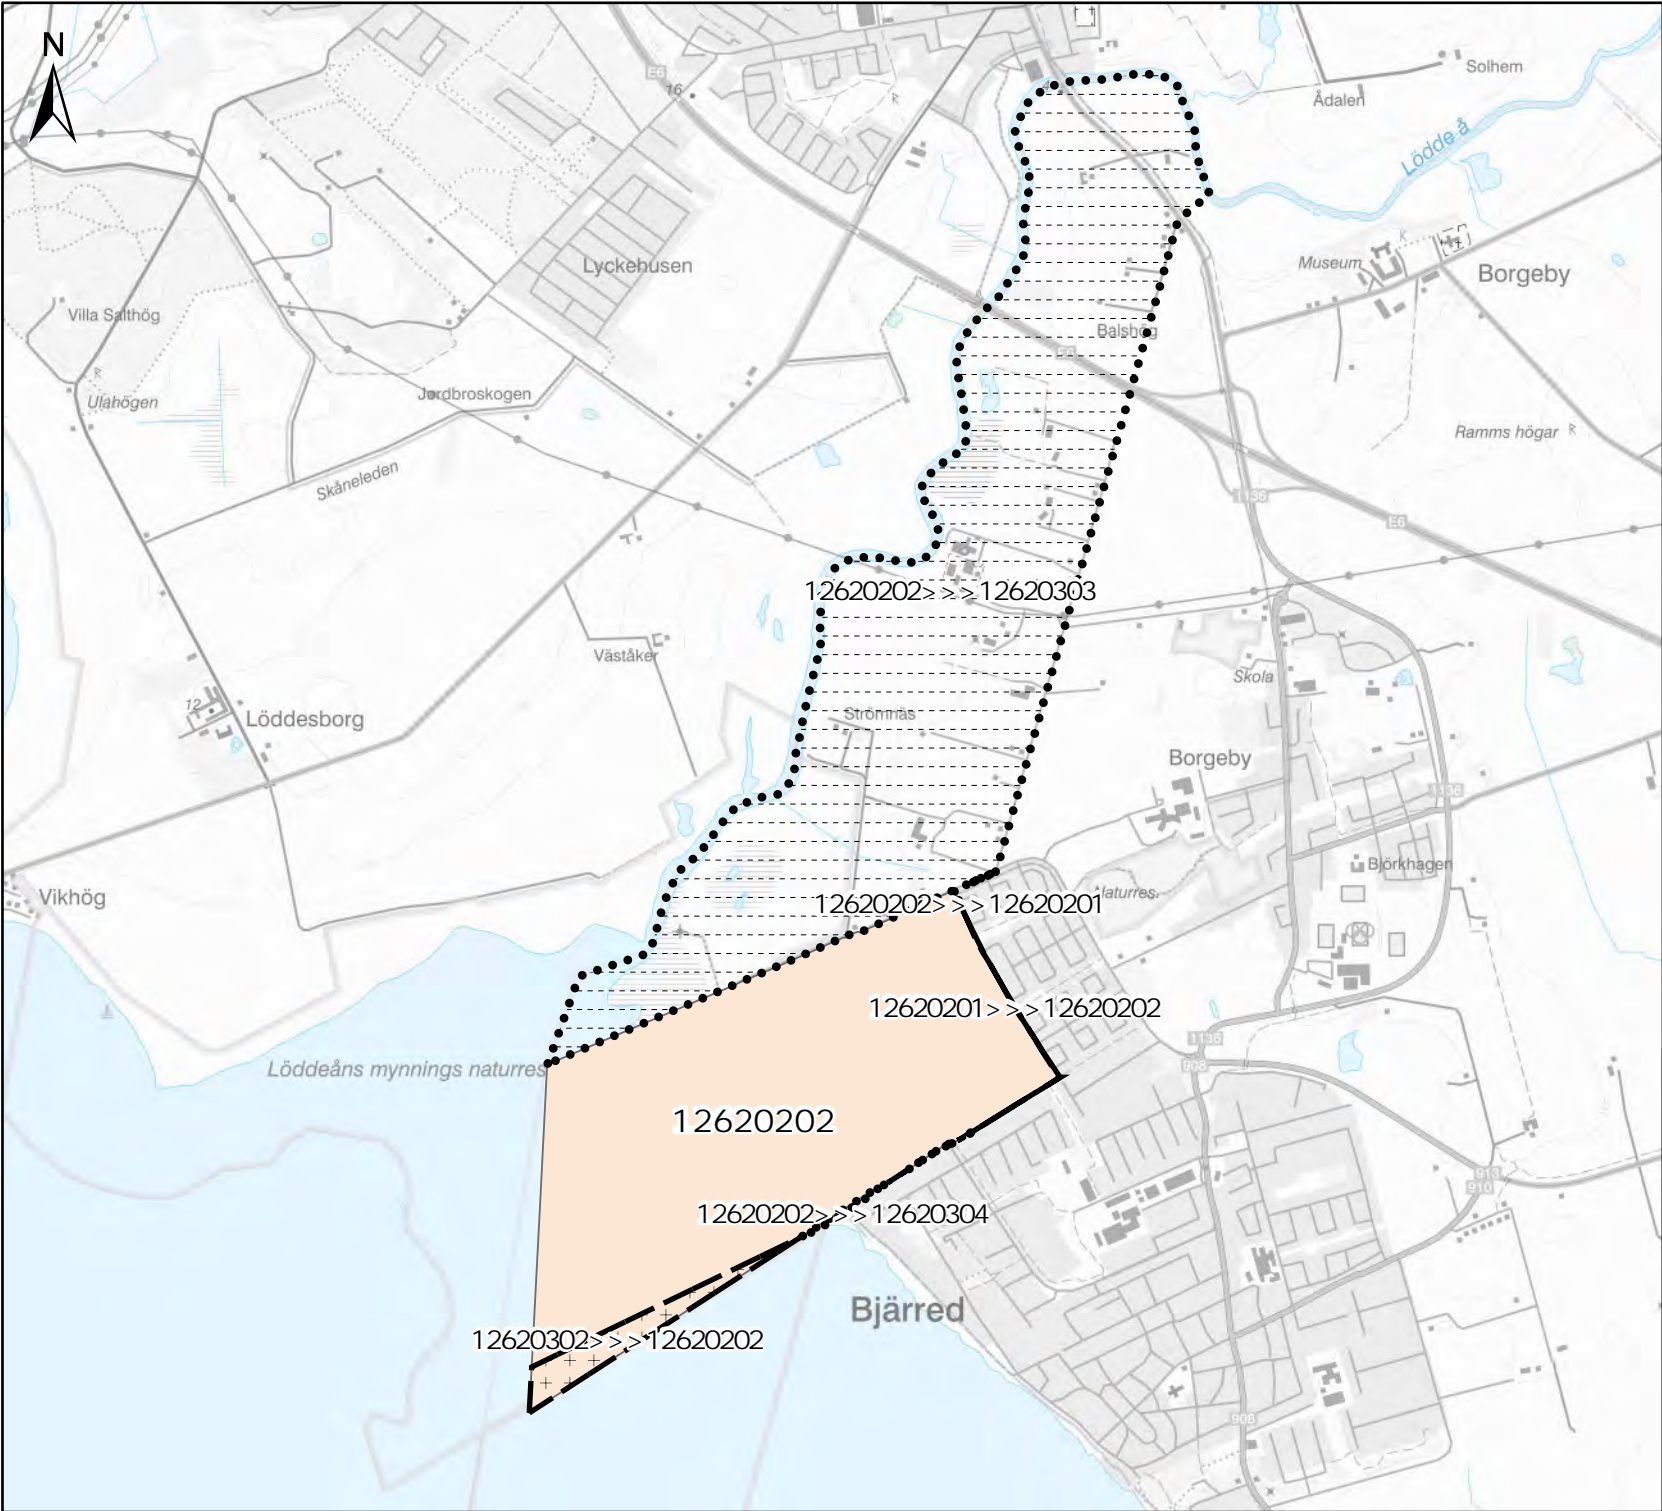 N
E6
16
Solhem
Ådalen
Lödde å
R
Lyckehusen
Museum
R
Borgeby
Villa Salthög
Balshög
E6
R
Ulahögen
Jordbroskogen
Ramms högar R
Skåneleden
1136
E6
12620202>>>12620303
Väståker
Skola
12
Löddesborg
Strömnäs
Borgeby
1136
Björkhagen
Vikhög
Naturres.
12620202>>>12620201
12620201>>>12620202
1136
908
Löddeåns mynnings naturres
12620202
913
910
12620202>>>12620304
Bjärred
12620302>>>12620202
908